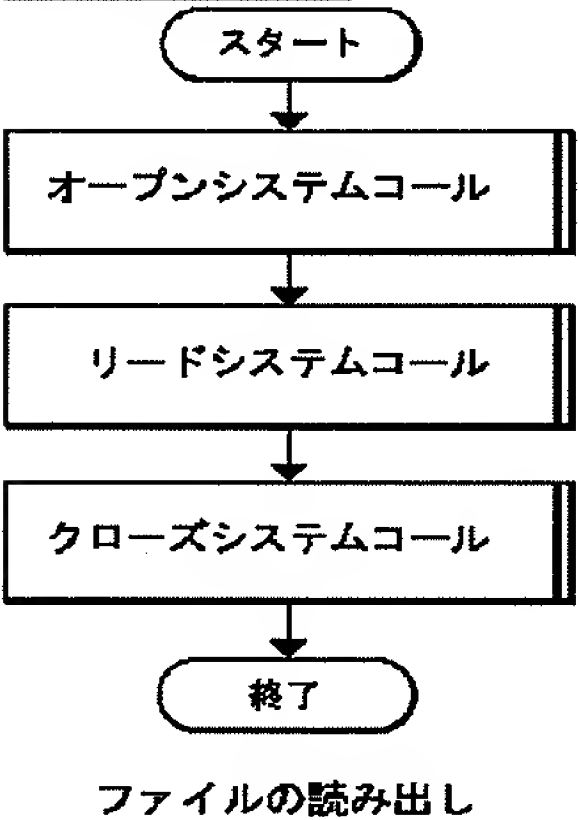 スタート
オープンシステムコール
リードシステムコール
クローズシステムコール
終了
ファイルの読み出し